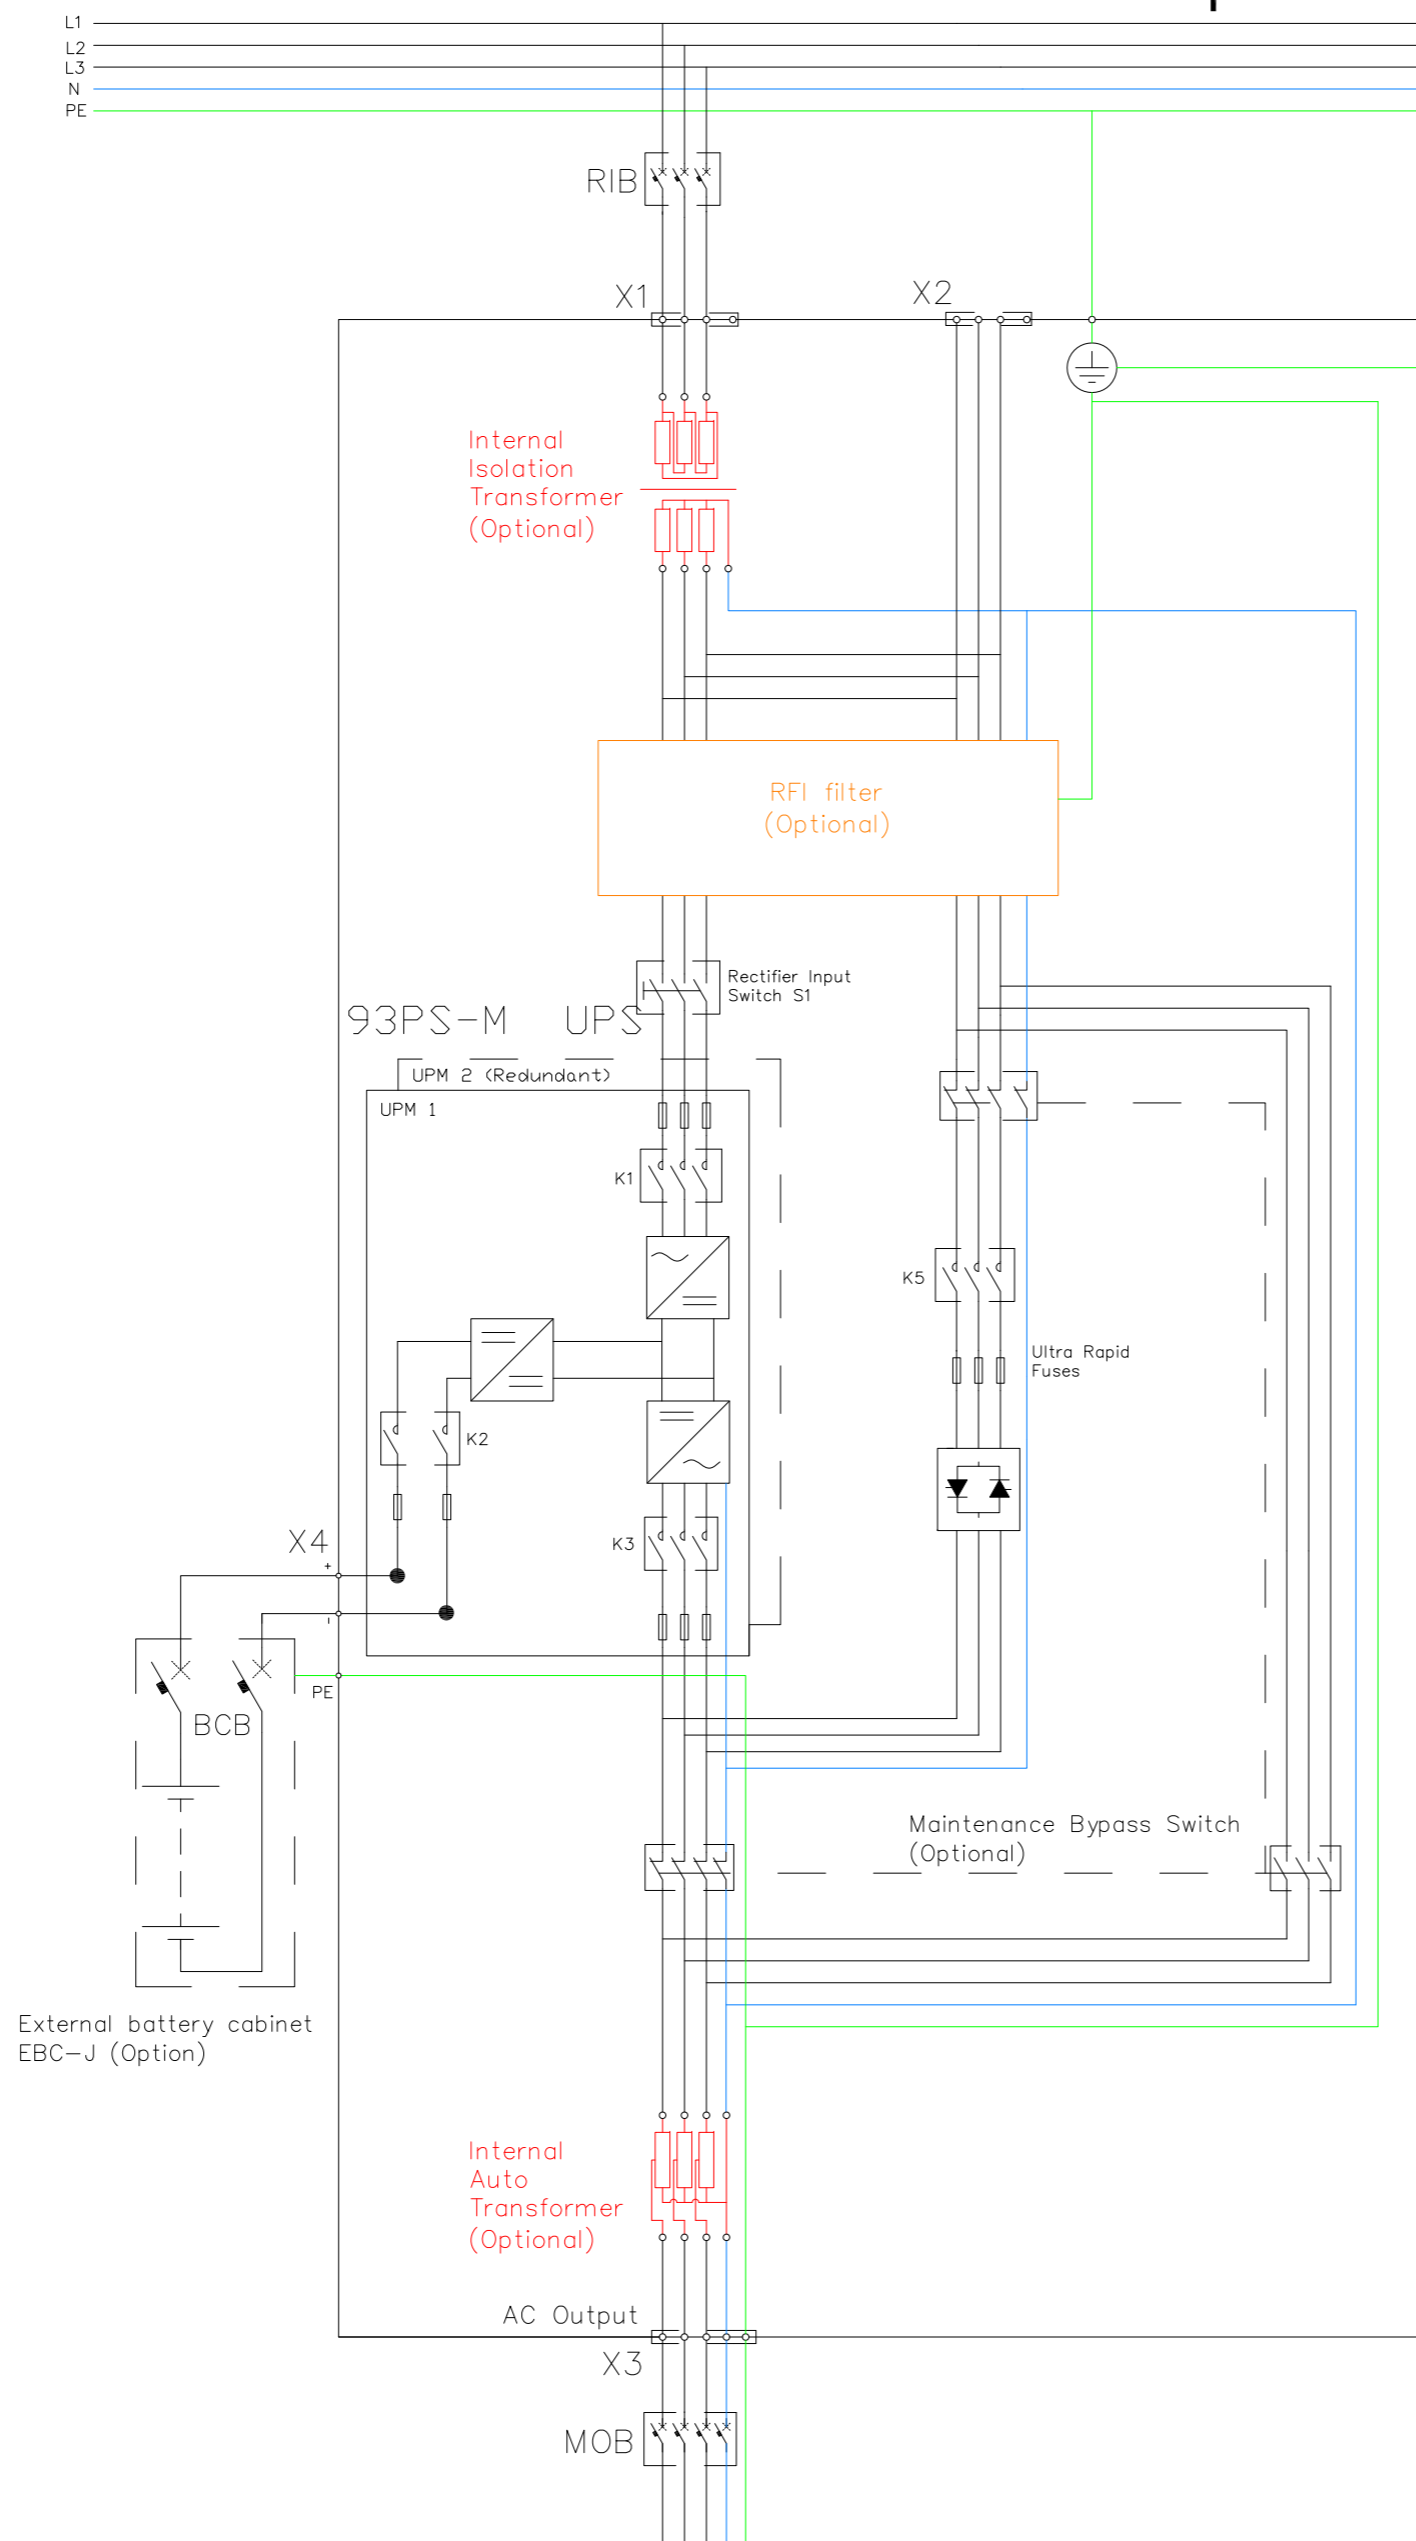 L1
L2
L3
N
PE
RIB
X1
X2
Internal
Isolation
Transformer
(Optional)
RFI filter
(Optional)
Rectifier Input
Switch S1
93PS-M UPS
UPM 2 (Redundant)
UPM 1
K1
K5
Ultra Rapid
Fuses
K2
K3
X4
+
-
PE
BCB
Maintenance Bypass Switch
(Optional)
External battery cabinet
EBC-J (Option)
Internal
Auto
Transformer
(Optional)
AC Output
X3
MOB